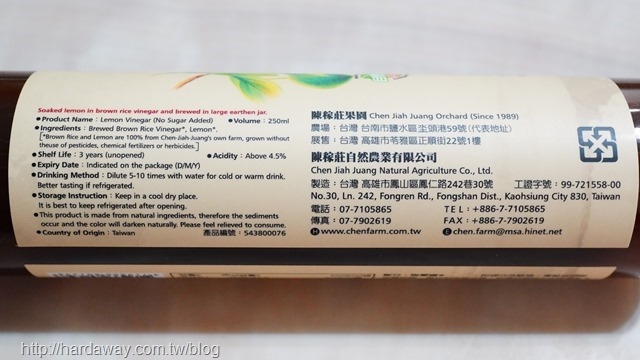 Soaked lemon in brown rice vinegar and brewed in large earthen jar.
●Product Name : Lemon Vinegar (No Sugar Added) ●Volume : 250ml
●Ingredients : Brewed Brown Rice Vinegar*, Lemon*.
[*Brown Rice and Lemon are 100% from Chen-Jiah-Juang's own farm, grown without
theuse of pesticides, chemical fertilizers or herbicides.]
●Shelf Life : 3 years (unopened) ●Acidity : Above 4.5%
●Expiry Date : Indicated on the package (D/M/Y)
●Drinking Method : Dilute 5-10 times with water for cold or warm drink.
Better tasting if refrigerated.
●Storage Instruction : Keep in a cool dry place.
It is best to keep refrigerated after opening.
●This product is made from natural ingredients, therefore the sediments
occur and the color will darken naturally. Please feel relieved to consume.
●Country of Origin : Taiwan 產品編號：543800076
陳稼莊果園 Chen Jiah Juang Orchard (Since 1989)
農場：台灣 台南市鹽水區圭頭港59號 (代表地址)
展售：台灣 高雄市苓雅區正順街22號1樓
陳稼莊自然農業有限公司
Chen Jiah Juang Natural Agriculture Co., Ltd.
製造：台灣 高雄市鳳山區鳳仁路242巷30號 工證字號：99-721558-00
No.30, Ln. 242, Fongren Rd., Fongshan Dist., Kaohsiung City 830, Taiwan
電話：07-7105865 TEL：+886-7-7105865
傳真：07-7902619 FAX：+886-7-7902619
H www.chenfarm.com.tw E chen.farm@msa.hinet.net
http://hardaway.com.tw/blog